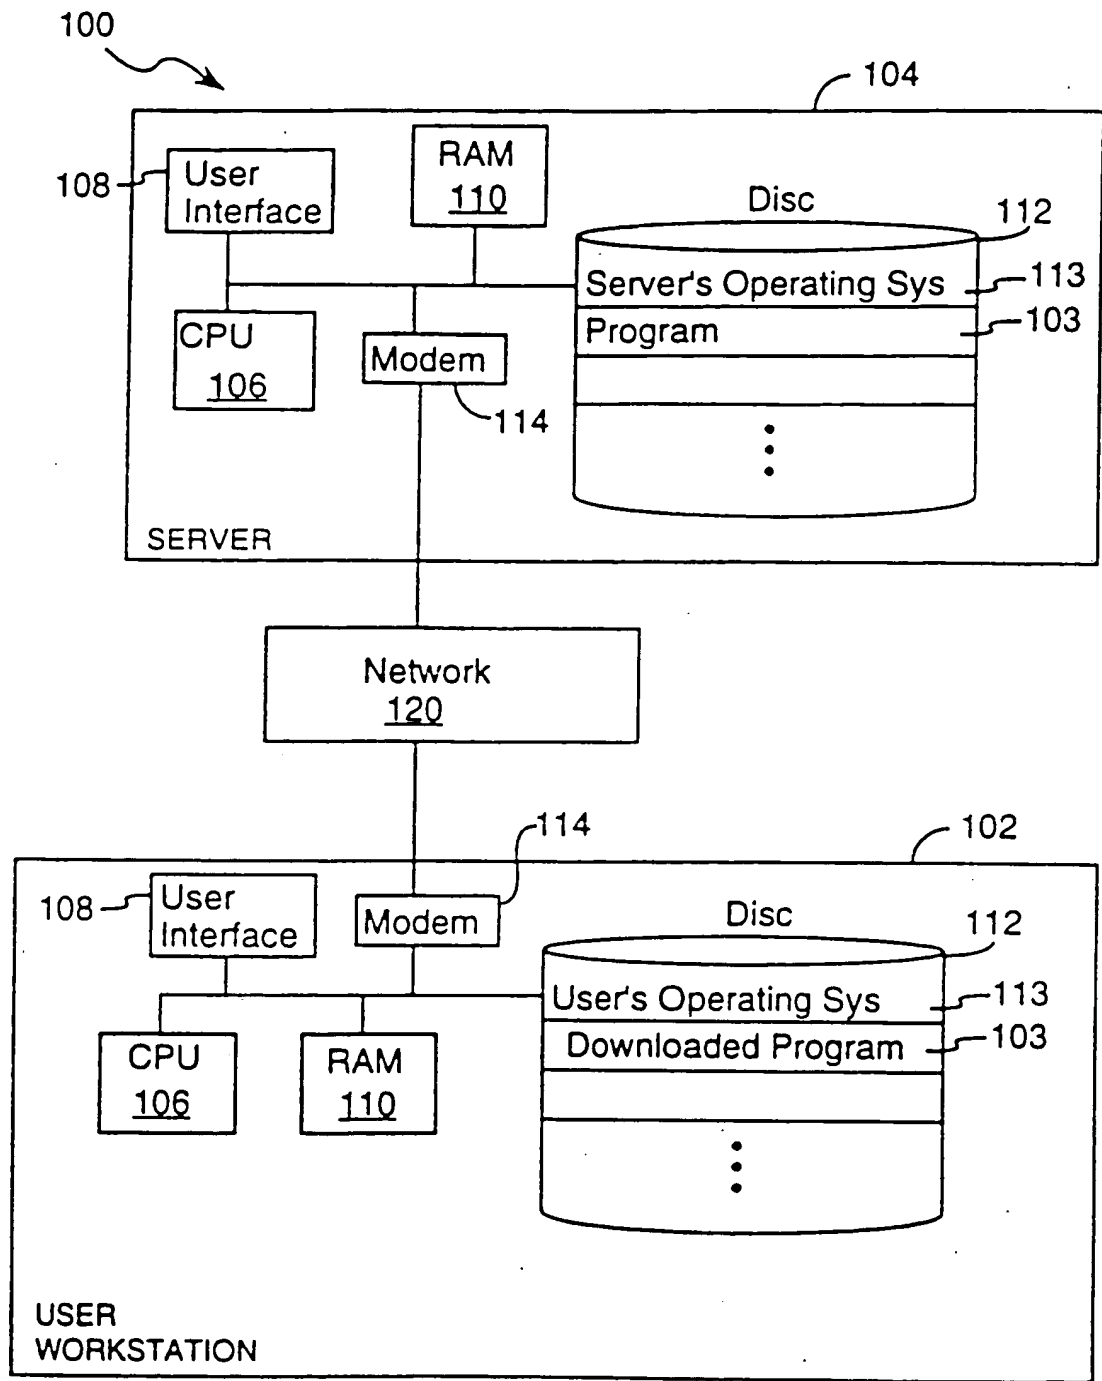 100
104
RAM
110
108
User
Interface
Disc
112
Server's Operating Sys
113
CPU
106
Modem
114
Program
103
SERVER
Network
120
114
102
108
User
Interface
Modem
Disc
112
User's Operating Sys
113
CPU
106
RAM
110
Downloaded Program
103
USER
WORKSTATION